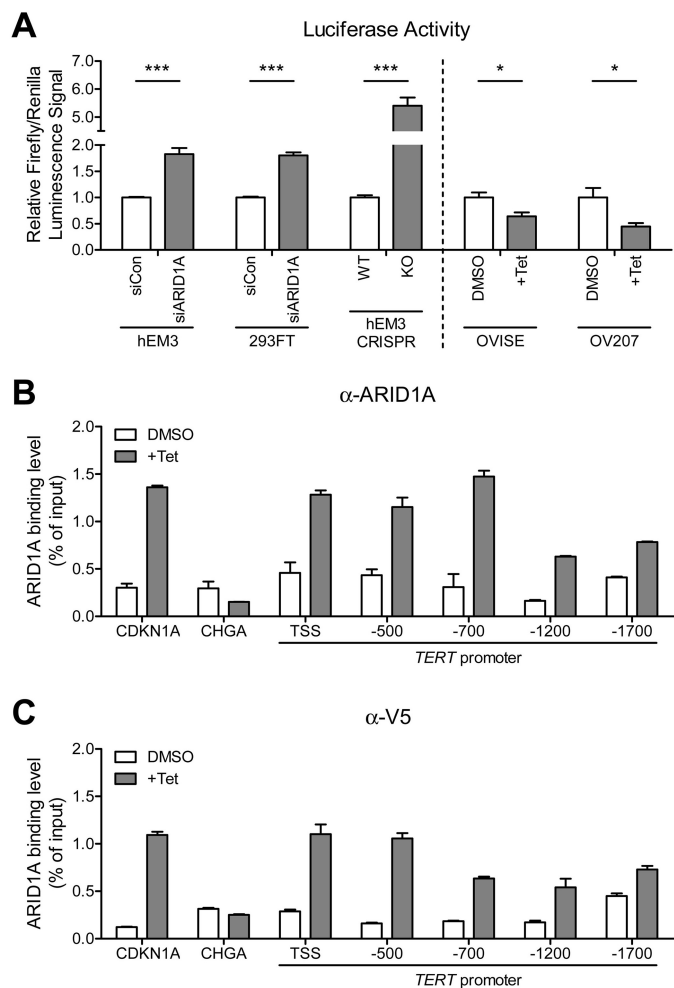 A
Luciferase Activity
Relative Firefly/Renilla
Luminescence Signal
7.0
6.0
5.0
2.0
1.5
1.0
0.5
0.0
*** *** *** * *
siCon siARID1A siCon siARID1A WT KO DMSO +Tet DMSO +Tet
hEM3 293FT hEM3 CRISPR OVISE OV207
B
α-ARID1A
ARID1A binding level
(% of input)
2.0
1.5
1.0
0.5
0.0
DMSO
+Tet
CDKN1A CHGA TSS -500 -700 -1200 -1700
TERT promoter
C
α-V5
ARID1A binding level
(% of input)
2.0
1.5
1.0
0.5
0.0
DMSO
+Tet
CDKN1A CHGA TSS -500 -700 -1200 -1700
TERT promoter